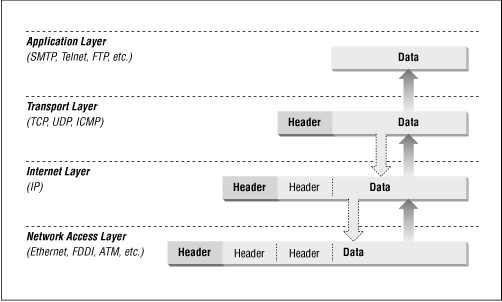 Application Layer
(SMTP, Telnet, FTP, etc.)
Data
Transport Layer
(TCP, UDP, ICMP)
Header Data
Internet Layer
(IP)
Header Header Data
Network Access Layer
(Ethernet, FDDI, ATM, etc.)
Header Header Header Data